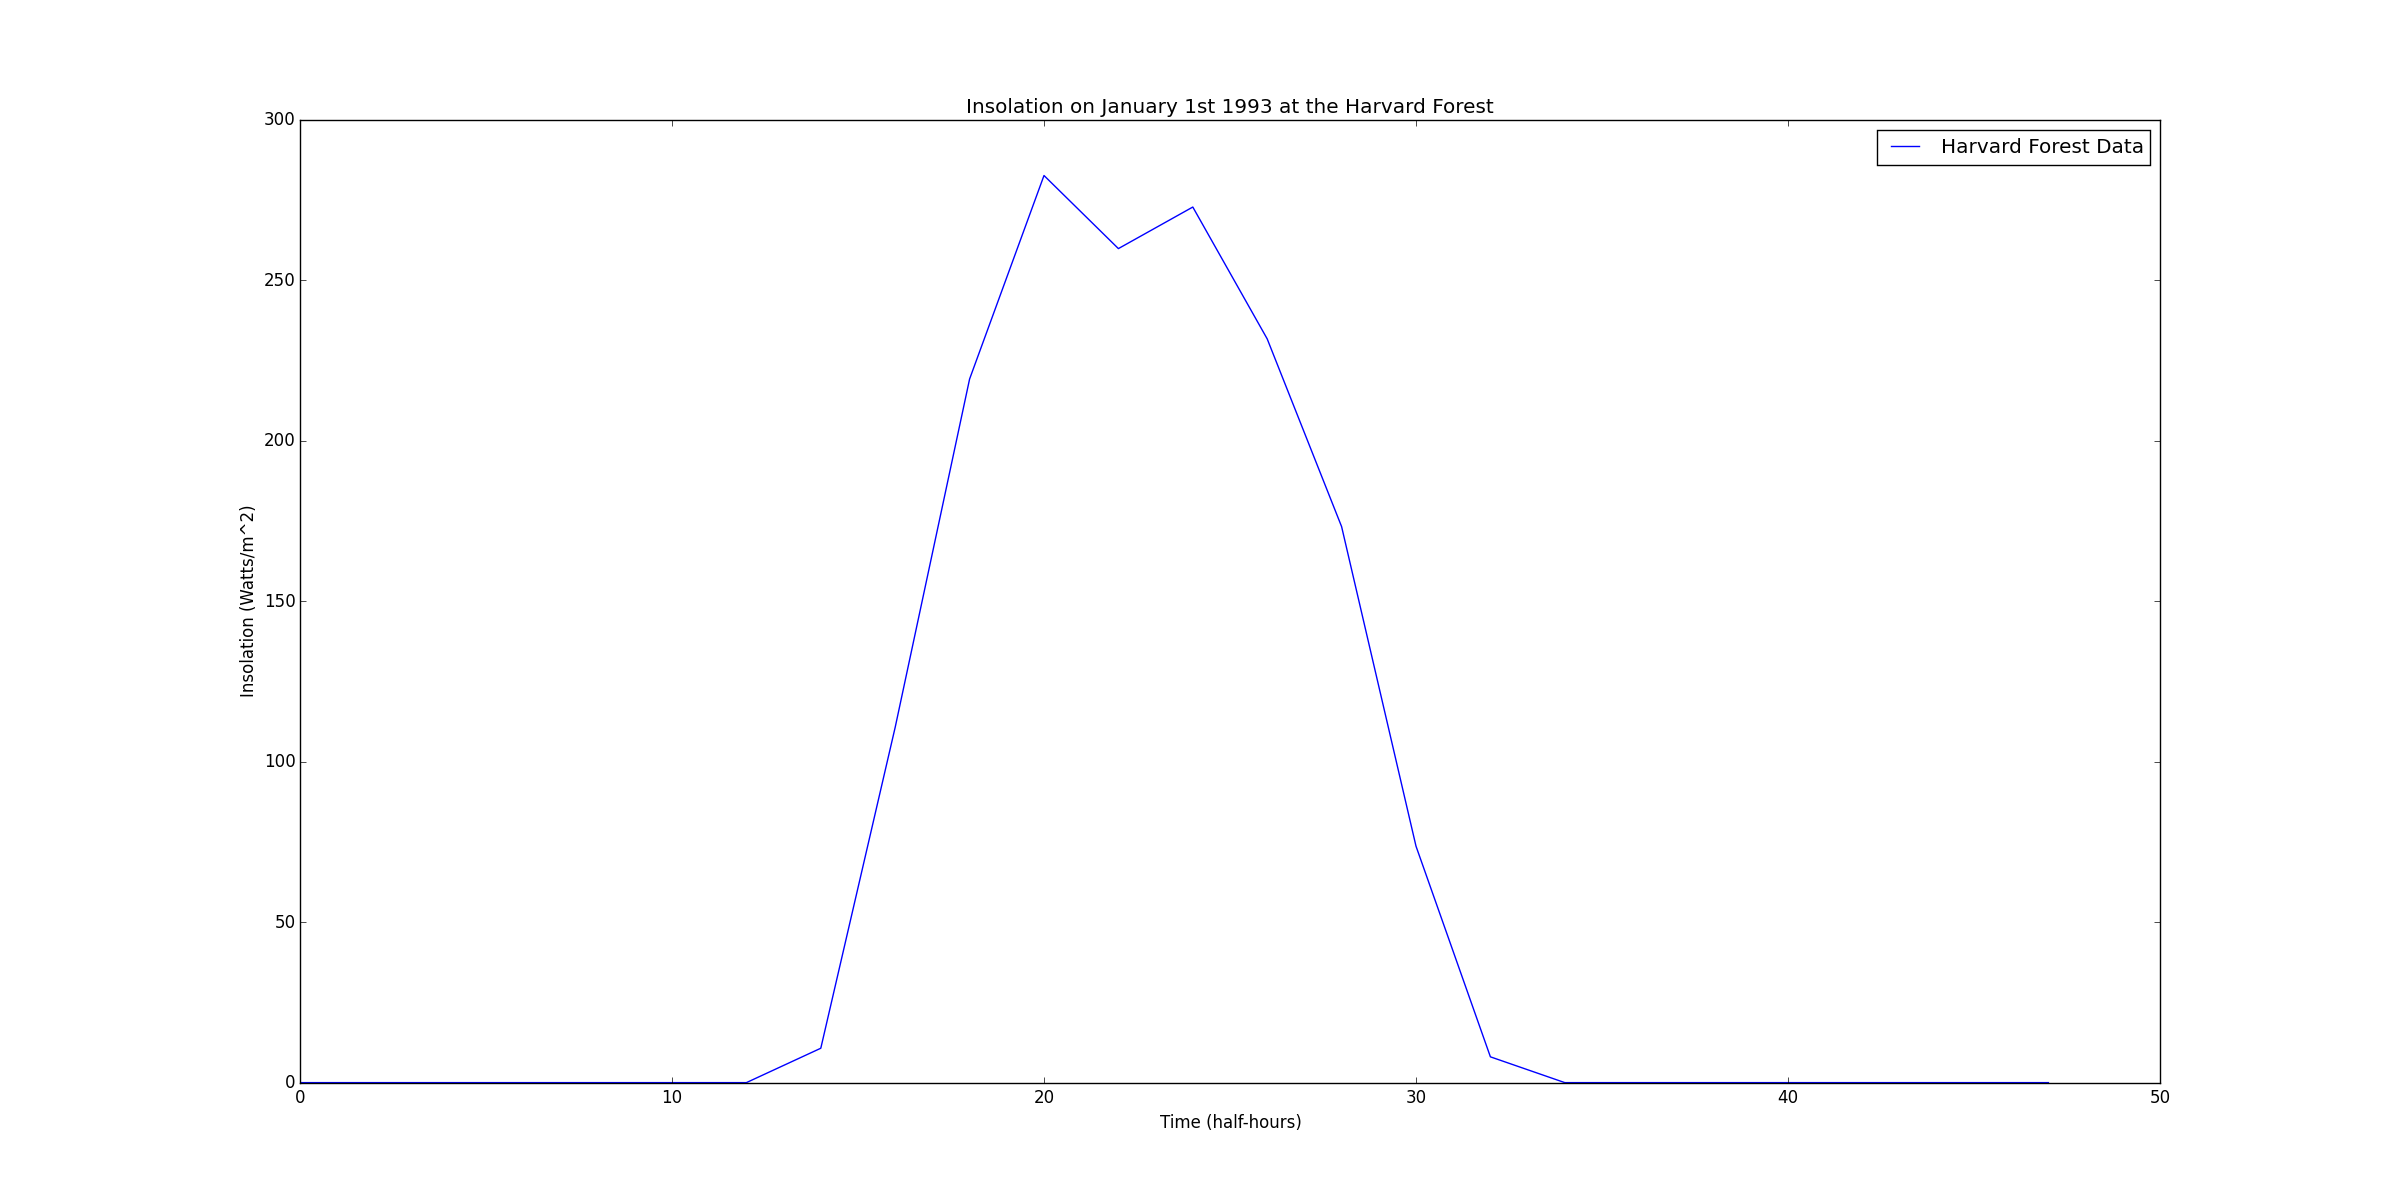 Insolation on January 1st 1993 at the Harvard Forest
Harvard Forest Data
300
250
200
150
100
50
0
Insolation (Watts/m^2)
0 10 20 30 40 50
Time (half-hours)